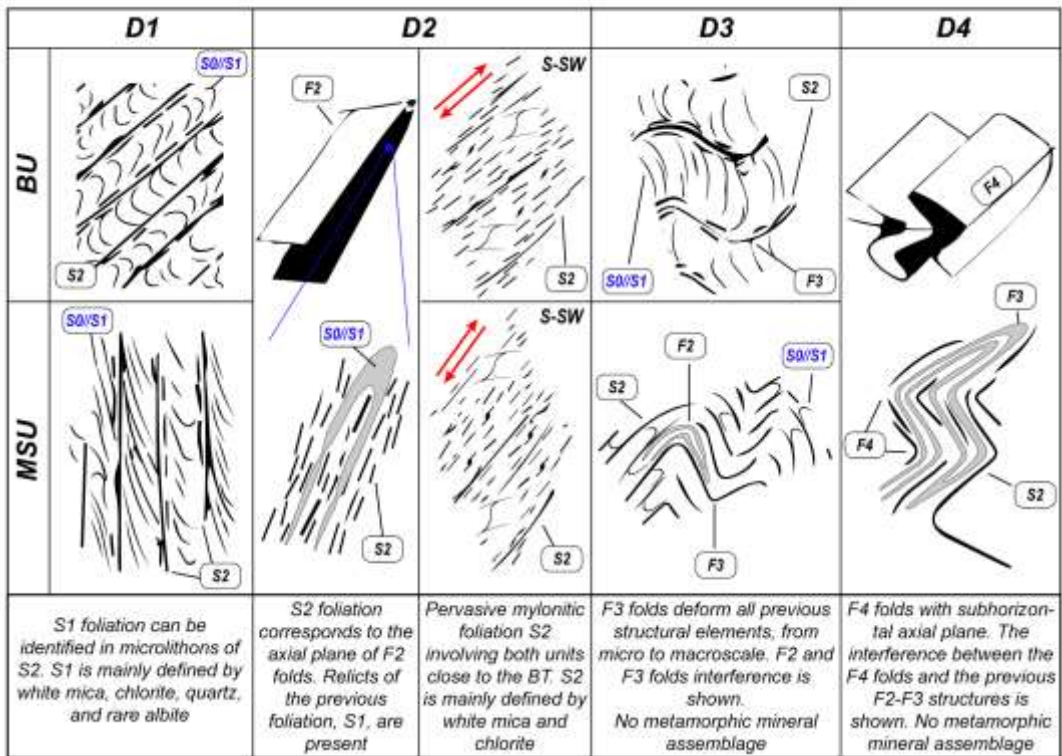 D1
D2
D3
D4
BU
S0//S1
S2
F2
S-SW
S2
S2
S0//S1
F3
F4
MSU
S0//S1
S2
S0//S1
S2
S-SW
S2
F2
S0//S1
S2
F3
F3
F4
S2
S1 foliation can be
identified in microlithons of
S2. S1 is mainly defined by
white mica, chlorite, quartz,
and rare albite
S2 foliation
corresponds to the
axial plane of F2
folds. Relicts of
the previous
foliation, S1, are
present
Pervasive mylonitic
foliation S2
involving both units
close to the BT. S2
is mainly defined by
white mica and
chlorite
F3 folds deform all previous
structural elements, from
micro to macroscale. F2 and
F3 folds interference is
shown.
No metamorphic mineral
assemblage
F4 folds with subhorizon-
tal axial plane. The
interference between the
F4 folds and the previous
F2-F3 structures is
shown. No metamorphic
mineral assemblage